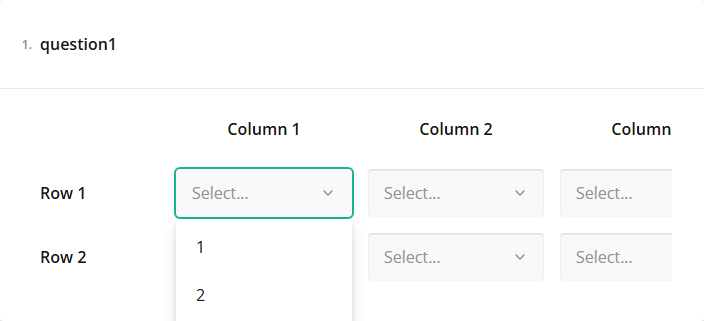 1. question1
Column 1 Column 2 Column
Row 1 Select... Select... Select...
Row 2 Select... Select...
1
2